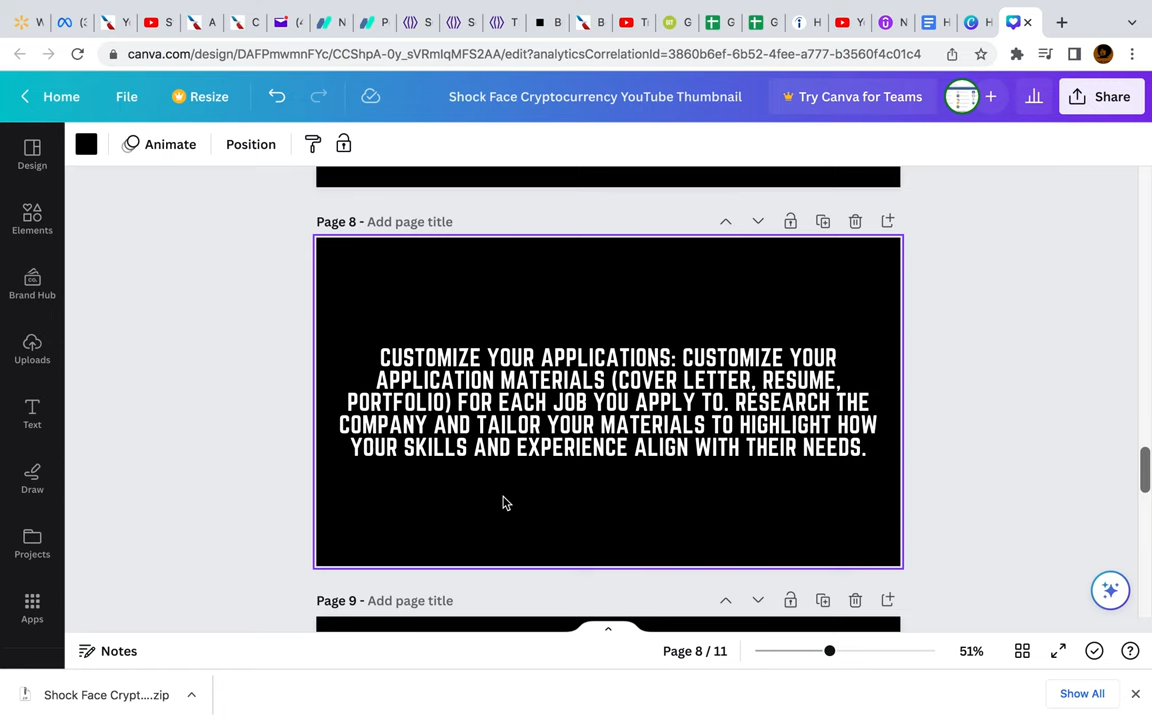 W
Y
S
A
C
(4
N
P
S
S
T
B
B
T
G
G
G
H
Y
N
H
H
canva.com/design/DAFPmwmnFYc/CCShpA-0y_sVRmIqMFS2AA/edit?analyticsCorrelationId=3860b6ef-6b52-4fee-a777-b3560f4c01c4
Home
File
Resize
Shock Face Cryptocurrency YouTube Thumbnail
Try Canva for Teams
Share
Animate
Position
Design
Elements
Brand Hub
Uploads
Text
Draw
Projects
Apps
Page 8 - Add page title
CUSTOMIZE YOUR APPLICATIONS: CUSTOMIZE YOUR
APPLICATION MATERIALS (COVER LETTER, RESUME,
PORTFOLIO) FOR EACH JOB YOU APPLY TO. RESEARCH THE
COMPANY AND TAILOR YOUR MATERIALS TO HIGHLIGHT HOW
YOUR SKILLS AND EXPERIENCE ALIGN WITH THEIR NEEDS.
Page 9 - Add page title
Notes
Page 8 / 11
51%
Shock Face Crypt....zip
Show All